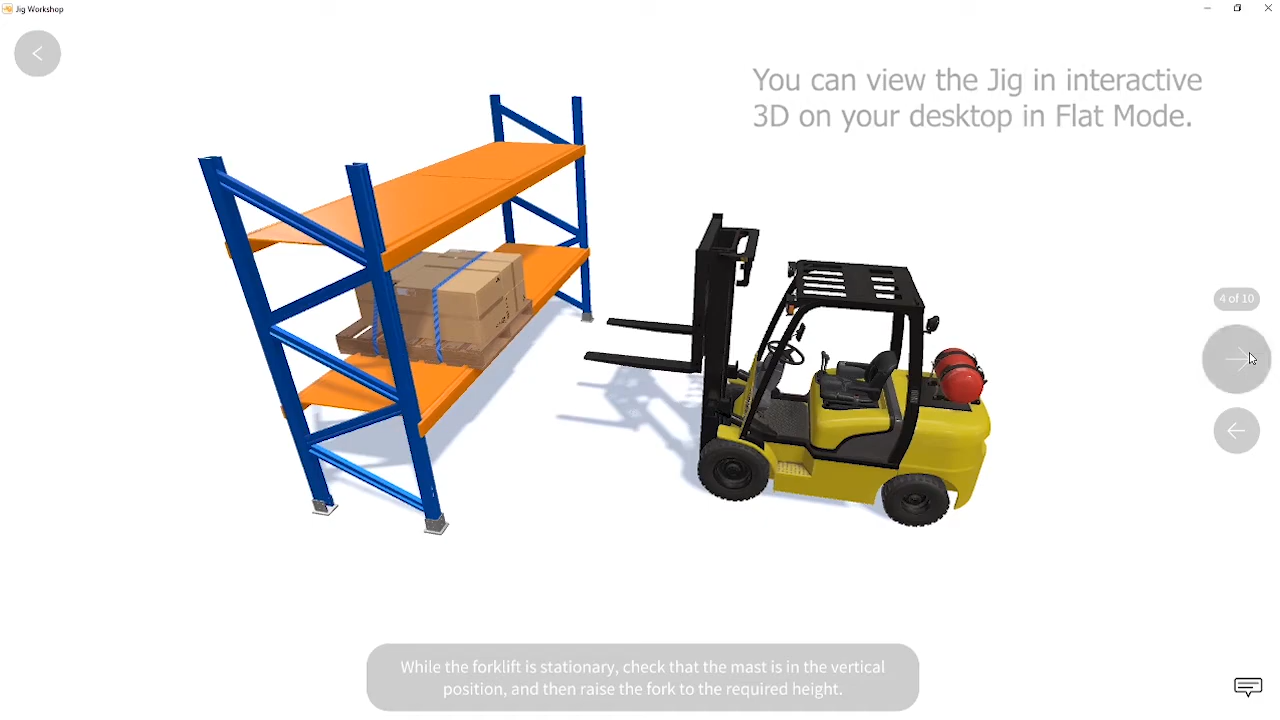 Jig Workshop
You can view the Jig in interactive
3D on your desktop in Flat Mode.
4 of 10
While the forklift is stationary, check that the mast is in the vertical
position, and then raise the fork to the required height.